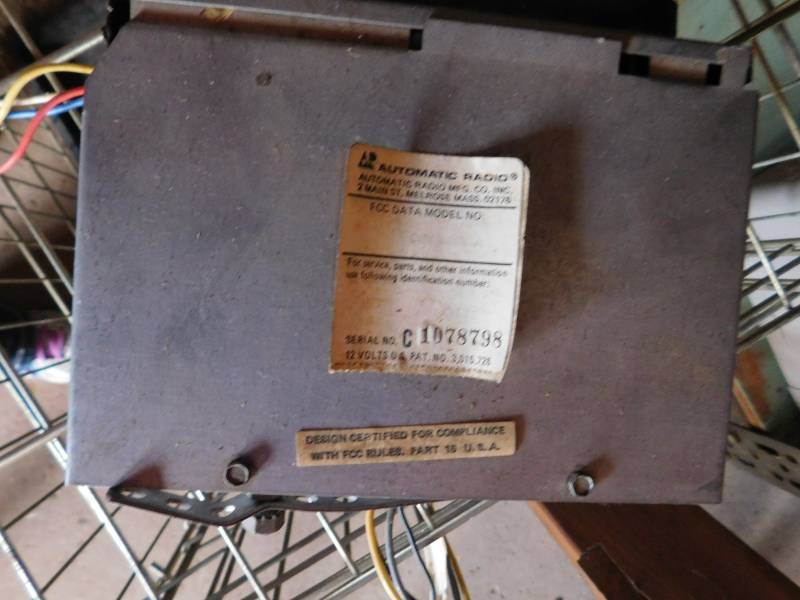 AR AUTOMATIC RADIO®
AUTOMATIC RADIO MFG. CO. INC.
2 MAIN ST. MELROSE MASS. 02176
FCC DATA MODEL NO:
For service, parts, and other information
use following identification number:
SERIAL NO. C 1D78798
12 VOLTS U.S. PAT. NO. 3,015,728
DESIGN CERTIFIED FOR COMPLIANCE
WITH FCC RULES. PART 15 U.S.A.